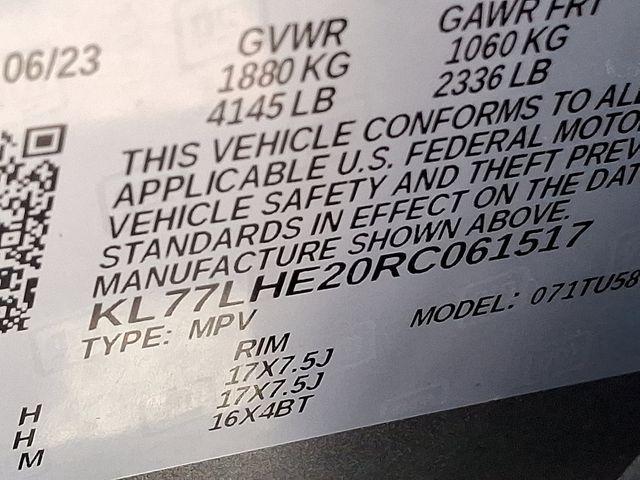 06/23 GVWR GAWR FRT
1880 KG 1060 KG
4145 LB 2336 LB
THIS VEHICLE CONFORMS TO ALL
APPLICABLE U.S. FEDERAL MOTO
VEHICLE SAFETY AND THEFT PREV
STANDARDS IN EFFECT ON THE DAT
MANUFACTURE SHOWN ABOVE.
KL77LHE20RC061517
TYPE: MPV MODEL: 071TU58
RIM
H 17X7.5J
H 17X7.5J
M 16X4BT